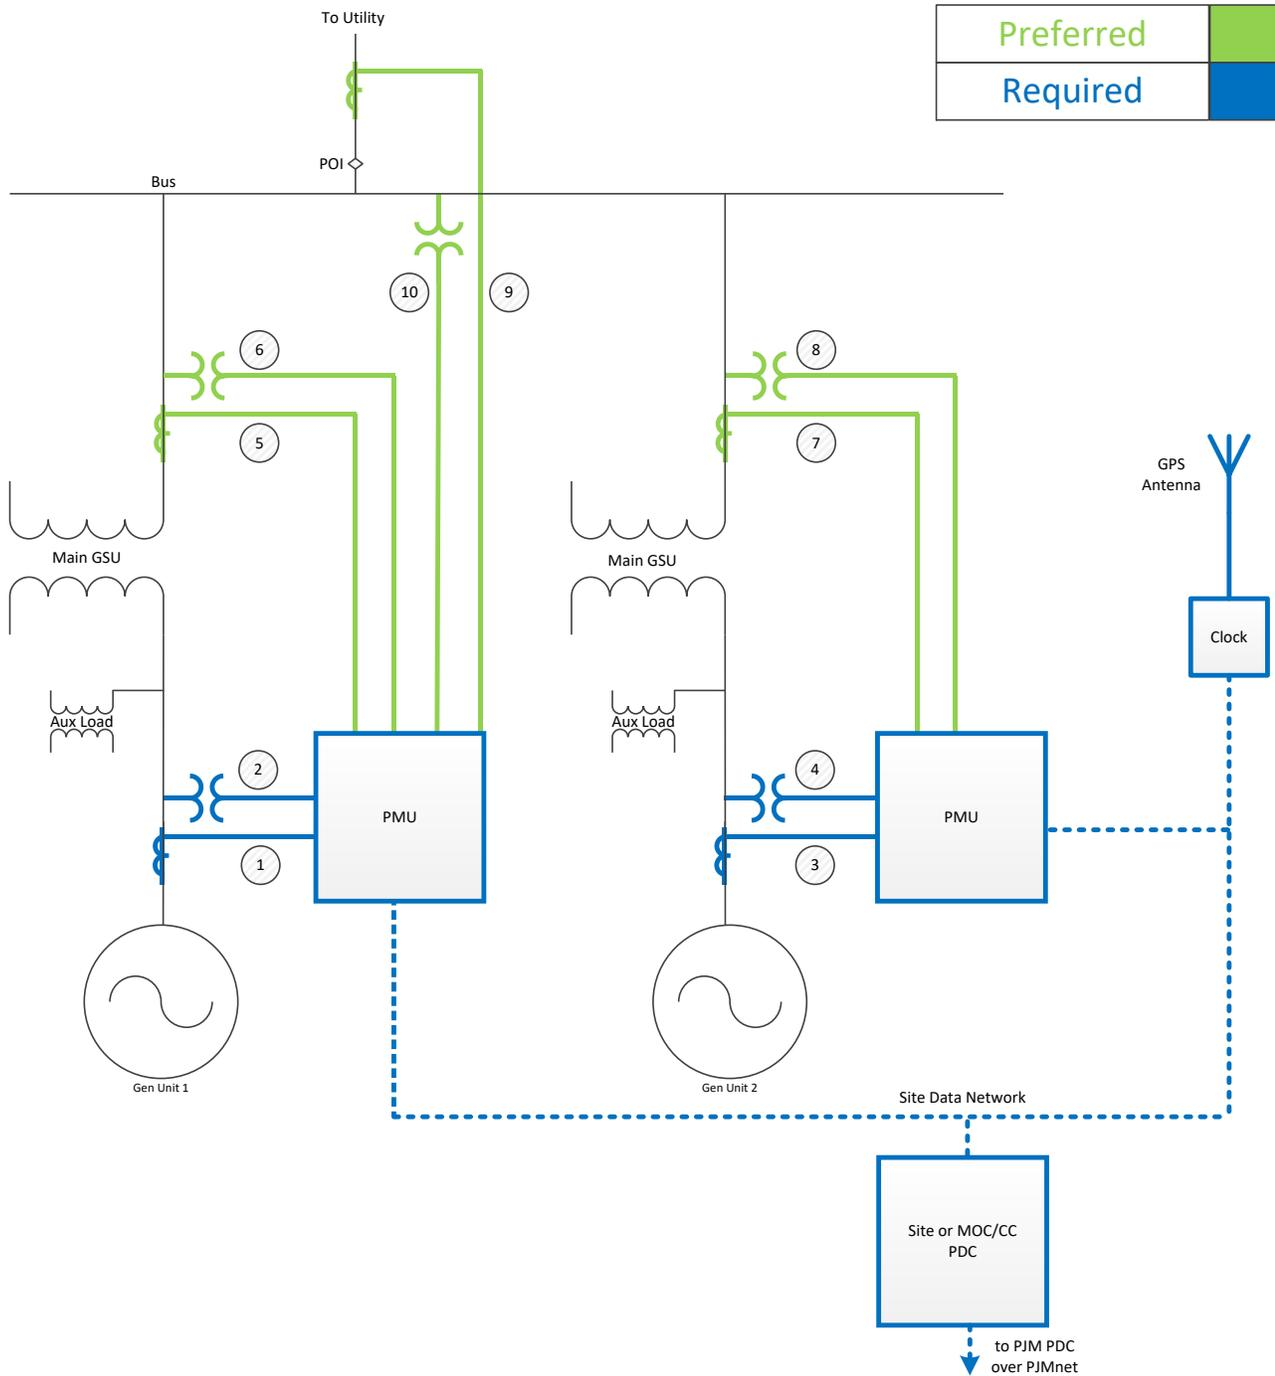 To Utility
Preferred
Required
POI
Bus
10
9
6
8
5
7
GPS
Antenna
Main GSU
Main GSU
Clock
Aux Load
Aux Load
2
4
PMU
PMU
1
3
Gen Unit 1
Gen Unit 2
Site Data Network
Site or MOC/CC
PDC
to PJM PDC
over PJMnet